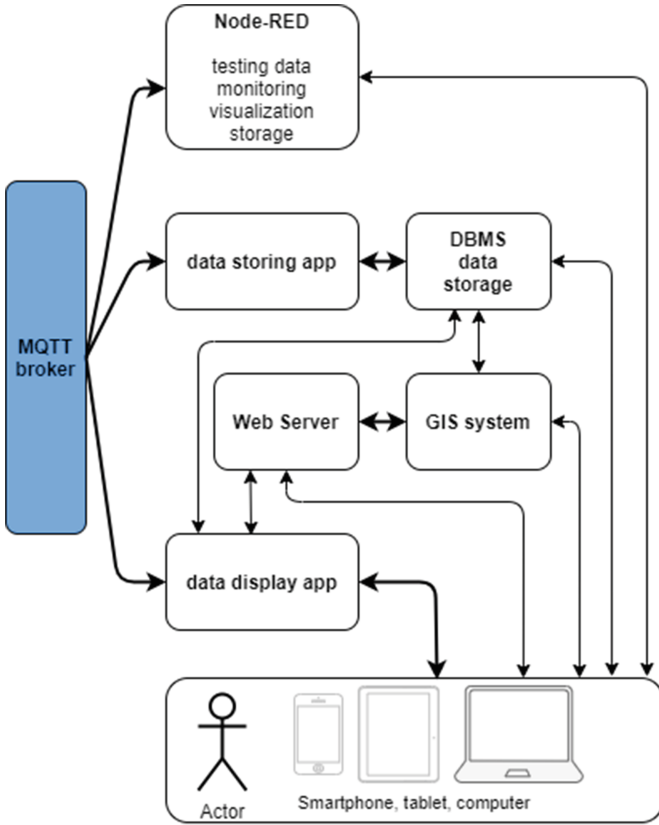 Node-RED
testing data
monitoring
visualization
storage
data storing app
DBMS
data
storage
MQTT
broker
Web Server
GIS system
data display app
Actor
Smartphone, tablet, computer